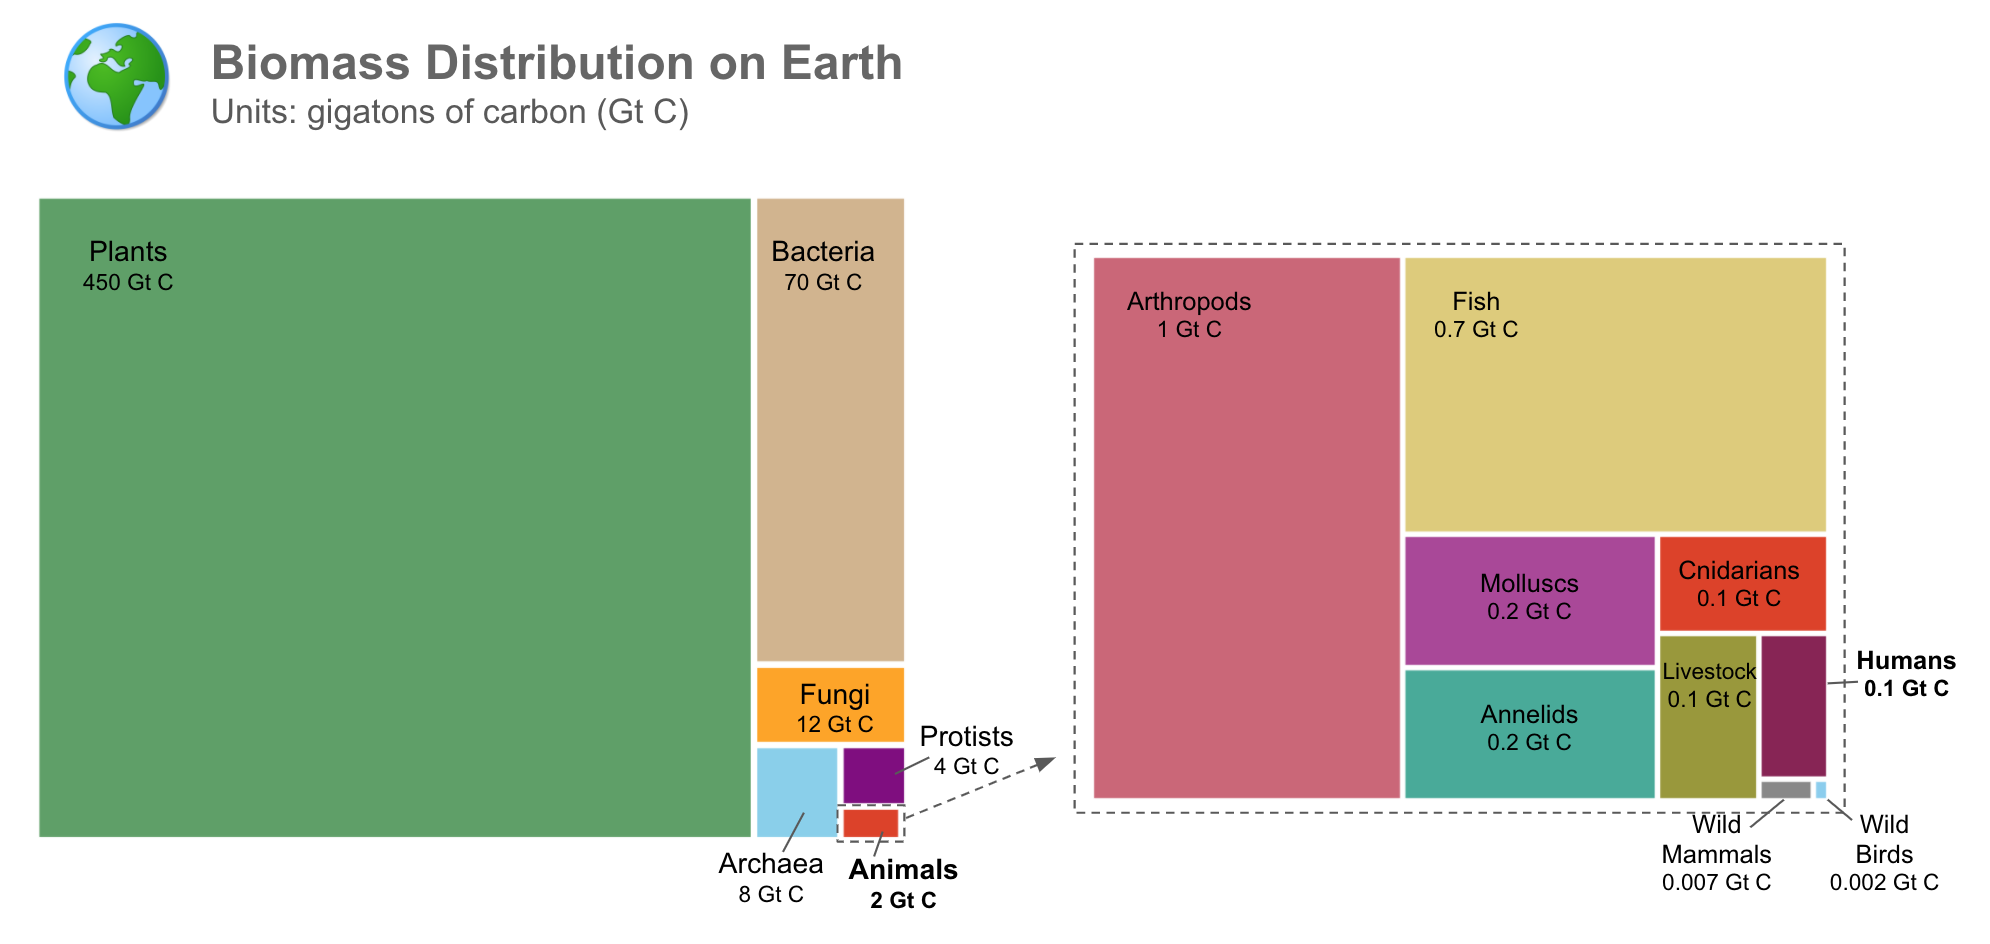 Biomass Distribution on Earth
Units: gigatons of carbon (Gt C)
Plants
450 Gt C
Bacteria
70 Gt C
Fungi
12 Gt C
Protists
4 Gt C
Archaea
8 Gt C
Animals
2 Gt C
Arthropods
1 Gt C
Fish
0.7 Gt C
Molluscs
0.2 Gt C
Cnidarians
0.1 Gt C
Annelids
0.2 Gt C
Livestock
0.1 Gt C
Humans
0.1 Gt C
Wild
Mammals
0.007 Gt C
Wild
Birds
0.002 Gt C